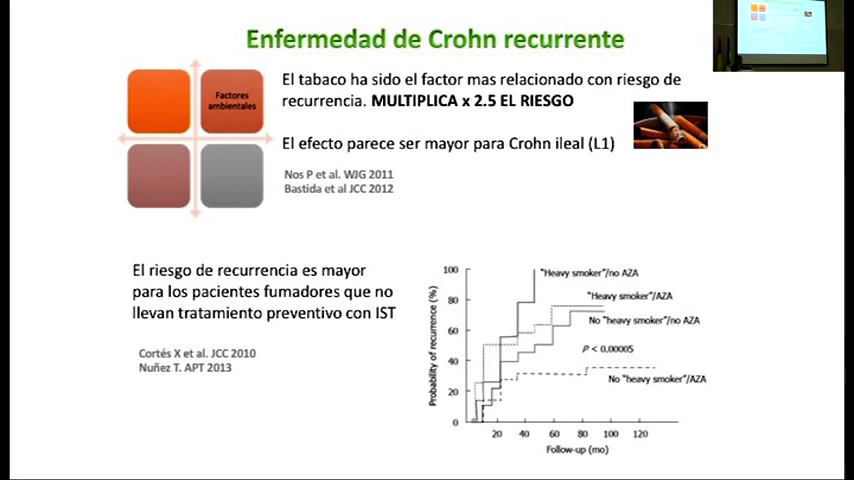 Enfermedad de Crohn recurrente
Factores
ambientales
El tabaco ha sido el factor mas relacionado con riesgo de
recurrencia. MULTIPLICA x 2.5 EL RIESGO
El efecto parece ser mayor para Crohn ileal (L1)
Nos P et al. WJG 2011
Bastida et al JCC 2012
El riesgo de recurrencia es mayor
para los pacientes fumadores que no
llevan tratamiento preventivo con IST
Cortés X et al. JCC 2010
Nuñez T. APT 2013
Probability of recurrence (%)
100
80
60
40
20
0
"Heavy smoker"/no AZA
"Heavy smoker"/AZA
No "heavy smoker"/no AZA
P < 0.00005
No "heavy smoker"/AZA
20 40 60 80 100 120
Follow-up (mo)